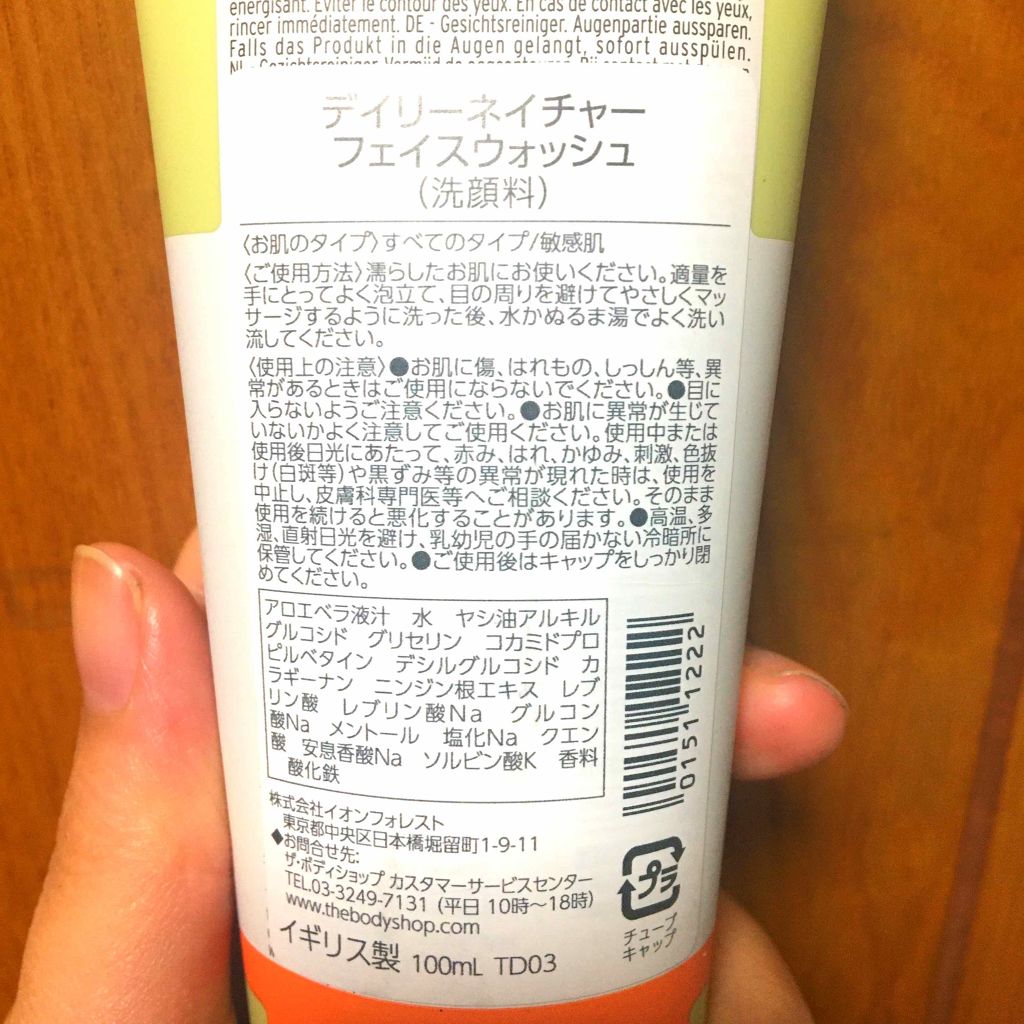 énergisant. Éviter le contour des yeux. En cas de contact avec les yeux,
rincer immédiatement. DE - Gesichtsreiniger. Augenpartie aussparen.
Falls das Produkt in die Augen gelangt, sofort ausspülen.
デイリーネイチャー
フェイスウォッシュ
(洗顔料)
〈お肌のタイプ〉すべてのタイプ/敏感肌
〈ご使用方法〉濡らしたお肌にお使いください。適量を
手にとってよく泡立て、目の周りを避けてやさしくマッ
サージするように洗った後、水かぬるま湯でよく洗い
流してください。
〈使用上の注意〉●お肌に傷、はれもの、しっしん等、異
常があるときはご使用にならないでください。●目に
入らないようご注意ください。●お肌に異常が生じて
いないかよく注意してご使用ください。使用中または
使用後日光にあたって、赤み、はれ、かゆみ、刺激、色抜
け(白斑等)や黒ずみ等の異常が現れた時は、使用を
中止し、皮膚科専門医等へご相談ください。そのまま
使用を続けると悪化することがあります。●高温、多
湿、直射日光を避け、乳幼児の手の届かない冷暗所に
保管してください。●ご使用後はキャップをしっかり閉
めてください。
アロエベラ液汁 水 ヤシ油アルキル
グルコシド グリセリン コカミドプロ
ピルベタイン デシルグルコシド カ
ラギーナン ニンジン根エキス レブ
リン酸 レブリン酸Na グルコン
酸Na メントール 塩化Na クエン
酸 安息香酸Na ソルビン酸K 香料
酸化鉄
0151 1222
株式会社イオンフォレスト
東京都中央区日本橋堀留町1-9-11
◆お問合せ先:
ザ・ボディショップ カスタマーサービスセンター
TEL.03-3249-7131 (平日 10時〜18時)
www.thebodyshop.com
イギリス製 100mL TD03
プラ
チューブ
キャップ